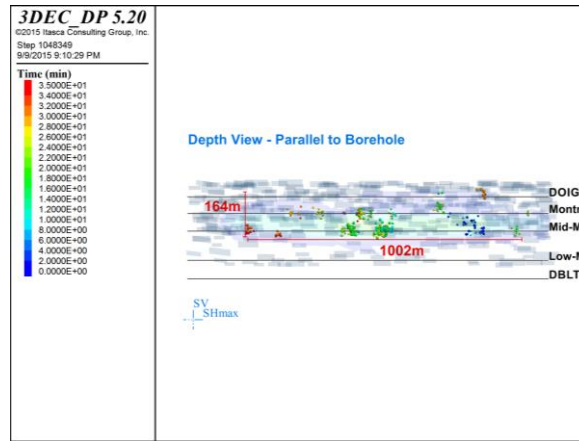 3DEC_DP 5.20
©2015 Itasca Consulting Group, Inc.
Step 1048349
9/9/2015 9:10:29 PM
Time (min)
3.5000E+01
3.4000E+01
3.2000E+01
3.0000E+01
2.8000E+01
2.6000E+01
2.4000E+01
2.2000E+01
2.0000E+01
1.8000E+01
1.6000E+01
1.4000E+01
1.2000E+01
1.0000E+01
8.0000E+00
6.0000E+00
4.0000E+00
2.0000E+00
0.0000E+00
Depth View - Parallel to Borehole
DOIG
164m
Montn
Mid-M
1002m
Low-M
DBLT
SV
SHmax